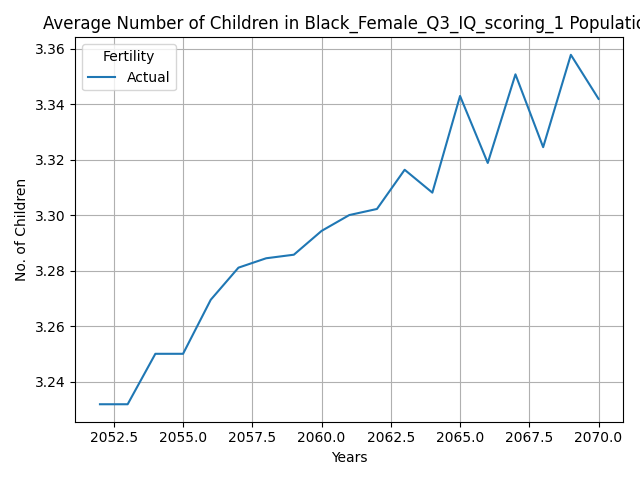 Average Number of Children in Black_Female_Q3_IQ_scoring_1 Populatio
Fertility
Actual
3.36
3.34
3.32
3.30
3.28
3.26
3.24
No. of Children
2052.5 2055.0 2057.5 2060.0 2062.5 2065.0 2067.5 2070.0
Years